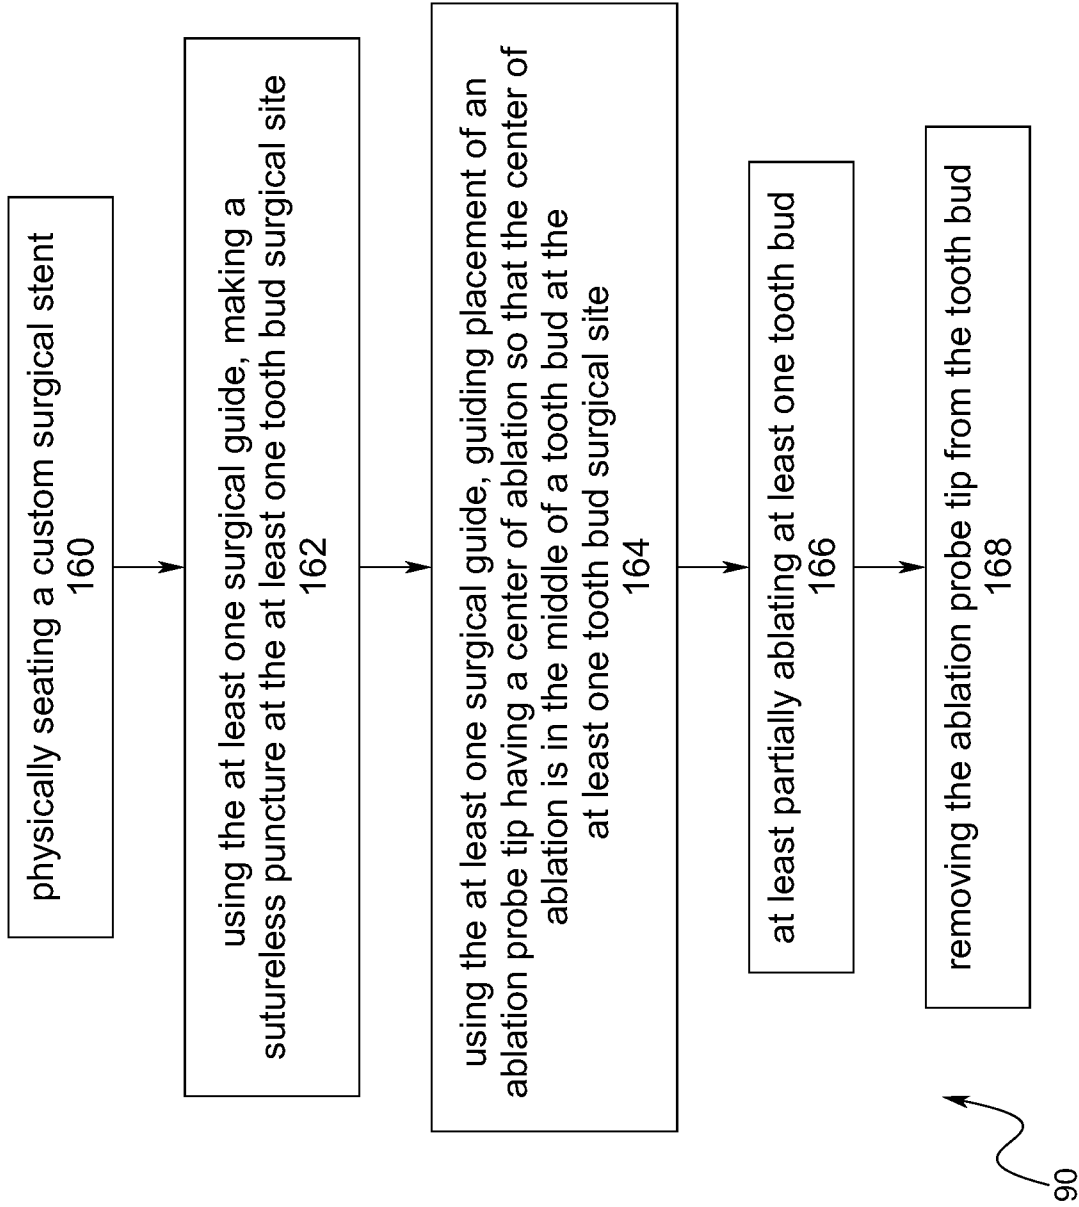 physically seating a custom surgical stent
160
using the at least one surgical guide, making a
sutureless puncture at the at least one tooth bud surgical site
162
using the at least one surgical guide, guiding placement of an
ablation probe tip having a center of ablation so that the center of
ablation is in the middle of a tooth bud at the
at least one tooth bud surgical site
164
at least partially ablating at least one tooth bud
166
removing the ablation probe tip from the tooth bud
168
90